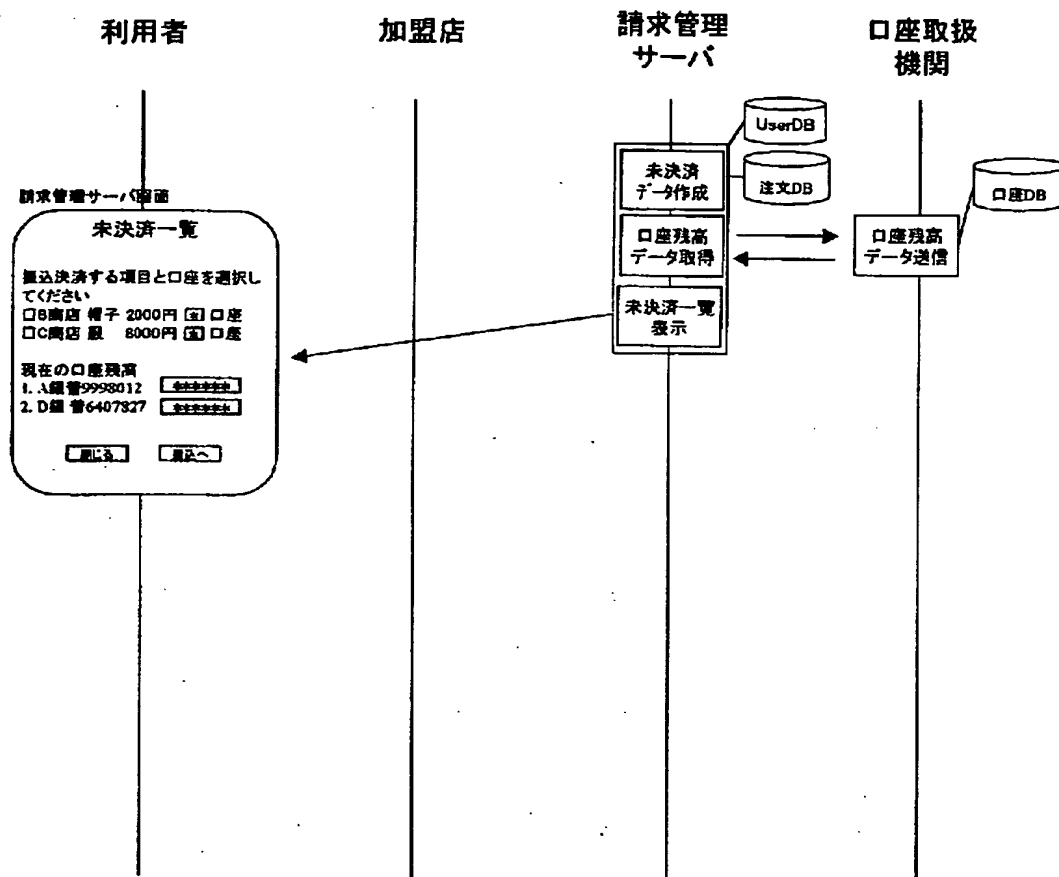 利用者
加盟店
請求管理
サーバ
口座取扱
機関
UserDB
注文DB
口座DB
未決済
データ作成
口座残高
データ取得
未決済一覧
表示
口座残高
データ送信
請求管理サーバ画面
未決済一覧
振込決済する項目と口座を選択し
てください
□B商店 帽子 2000円 口座
□C商店 服 8000円 口座
現在の口座残高
1. A銀 普9998012 ******
2. D銀 普6407827 ******
閉じる 振込へ